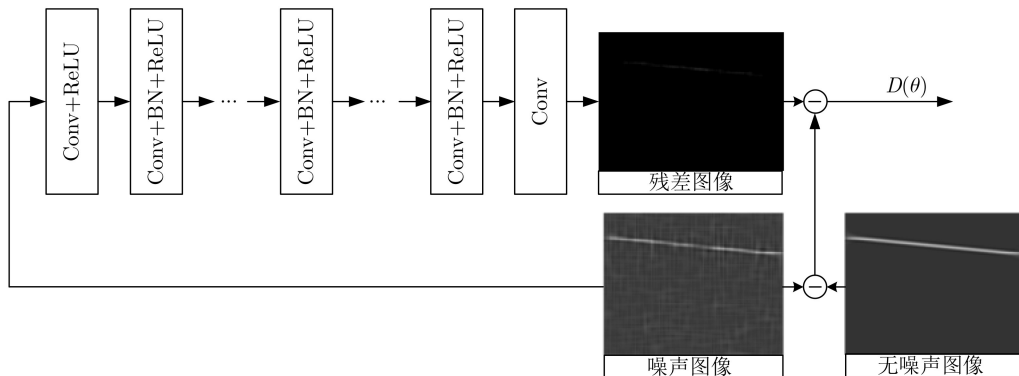 Conv+ReLU
Conv+BN+ReLU
...
Conv+BN+ReLU
...
Conv+BN+ReLU
Conv
残差图像
D(θ)
噪声图像
无噪声图像